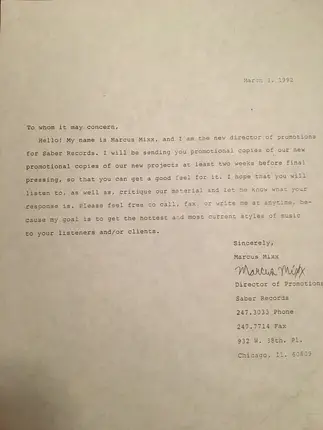 March 3, 1992
To whom it may concern,
Hello! My name is Marcus Mixx, and I am the new director of promotions
for Saber Records. I will be sending you promotional copies of our new
promotional copies of our new projects at least two weeks before final
pressing, so that you can get a good feel for it. I hope that you will
listen to, as well as, critique our material and let me know what your
response is. Please feel free to call, fax, or write me at anytime, be-
cause my goal is to get the hottest and most current styles of music
to your listeners and/or clients.
Sincerely,
Marcus Mixx
Marcus Mixx
Director of Promotions
Saber Records
247.3033 Phone
247.7714 Fax
932 W. 38th. Pl.
Chicago, Il. 60609